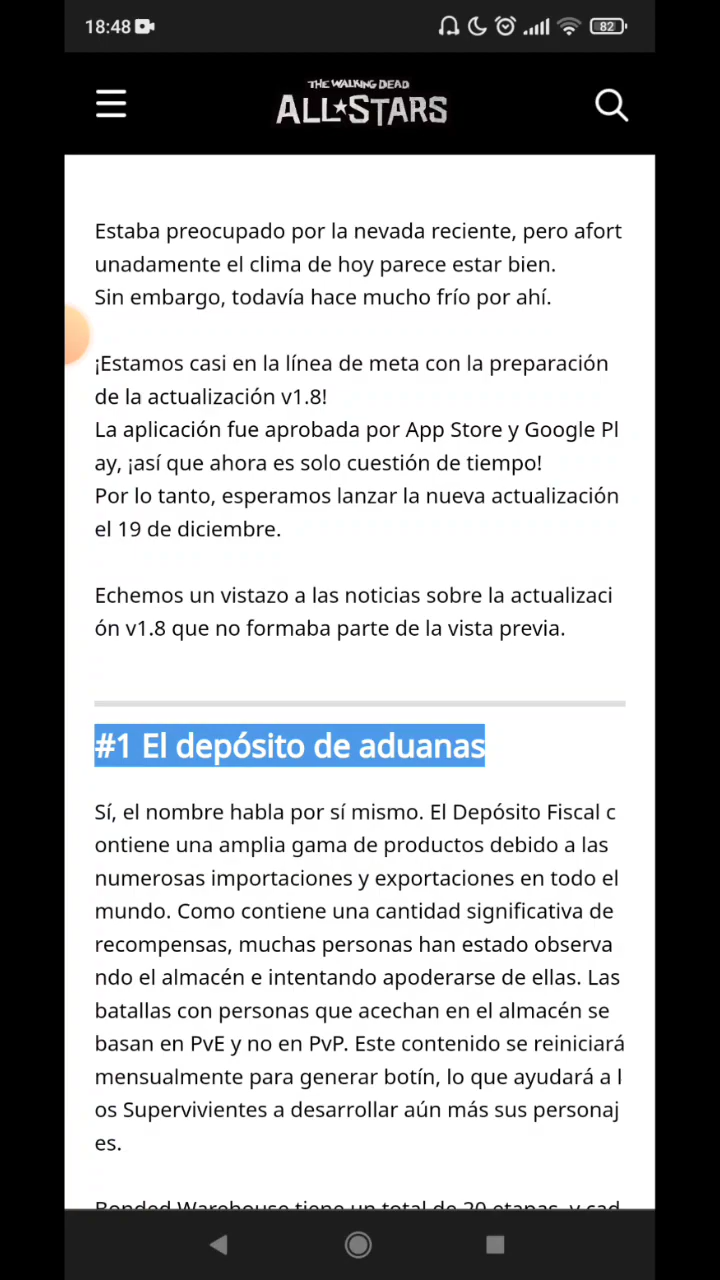 18:48
82
THE WALKING DEAD
ALL★STARS
Estaba preocupado por la nevada reciente, pero afort
unadamente el clima de hoy parece estar bien.
Sin embargo, todavía hace mucho frío por ahí.
¡Estamos casi en la línea de meta con la preparación
de la actualización v1.8!
La aplicación fue aprobada por App Store y Google Pl
ay, ¡así que ahora es solo cuestión de tiempo!
Por lo tanto, esperamos lanzar la nueva actualización
el 19 de diciembre.
Echemos un vistazo a las noticias sobre la actualizaci
ón v1.8 que no formaba parte de la vista previa.
#1 El depósito de aduanas
Sí, el nombre habla por sí mismo. El Depósito Fiscal c
ontiene una amplia gama de productos debido a las
numerosas importaciones y exportaciones en todo el
mundo. Como contiene una cantidad significativa de
recompensas, muchas personas han estado observa
ndo el almacén e intentando apoderarse de ellas. Las
batallas con personas que acechan en el almacén se
basan en PvE y no en PvP. Este contenido se reiniciará
mensualmente para generar botín, lo que ayudará a l
os Supervivientes a desarrollar aún más sus personaj
es.
Bonded Warehouse tiene un total de 20 etapas, y cad